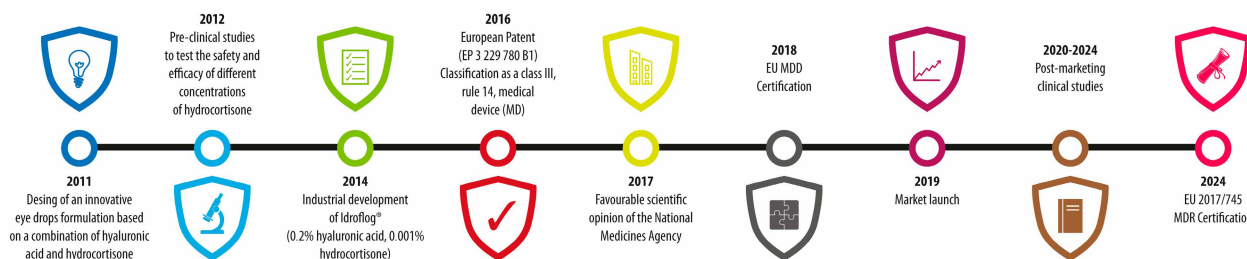 2011
Desing of an innovative
eye drops formulation based
on a combination of hyaluronic
acid and hydrocortisone
2012
Pre-clinical studies
to test the safety and
efficacy of different
concentrations
of hydrocortisone
2014
Industrial development
of Idroflog®
(0.2% hyaluronic acid, 0.001%
hydrocortisone)
2016
European Patent
(EP 3 229 780 B1)
Classification as a class III,
rule 14, medical
device (MD)
2017
Favourable scientific
opinion of the National
Medicines Agency
2018
EU MDD
Certification
2019
Market launch
2020-2024
Post-marketing
clinical studies
2024
EU 2017/745
MDR Certificatio